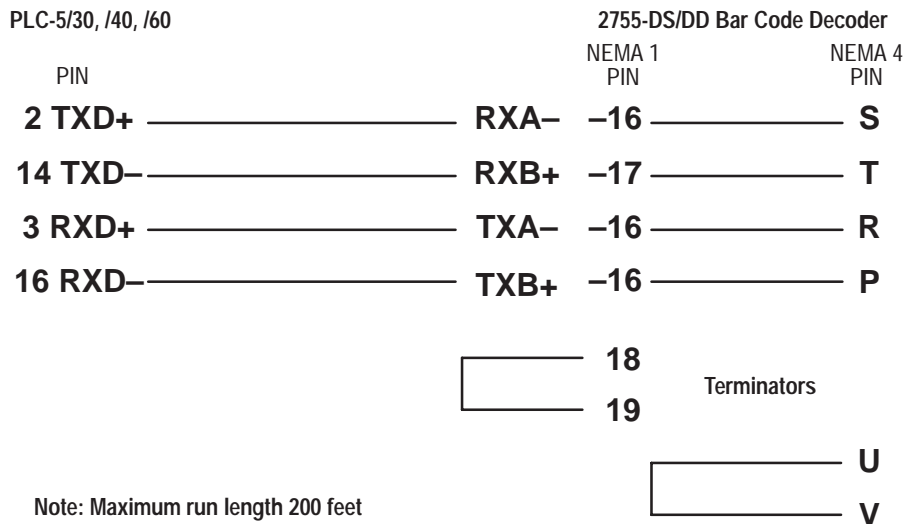 PLC-5/30, /40, /60 2755-DS/DD Bar Code Decoder
NEMA 1 NEMA 4
PIN PIN PIN
2 TXD+ RXA– –16 S
14 TXD– RXB+ –17 T
3 RXD+ TXA– –16 R
16 RXD– TXB+ –16 P
18
Terminators
19
U
Note: Maximum run length 200 feet
V